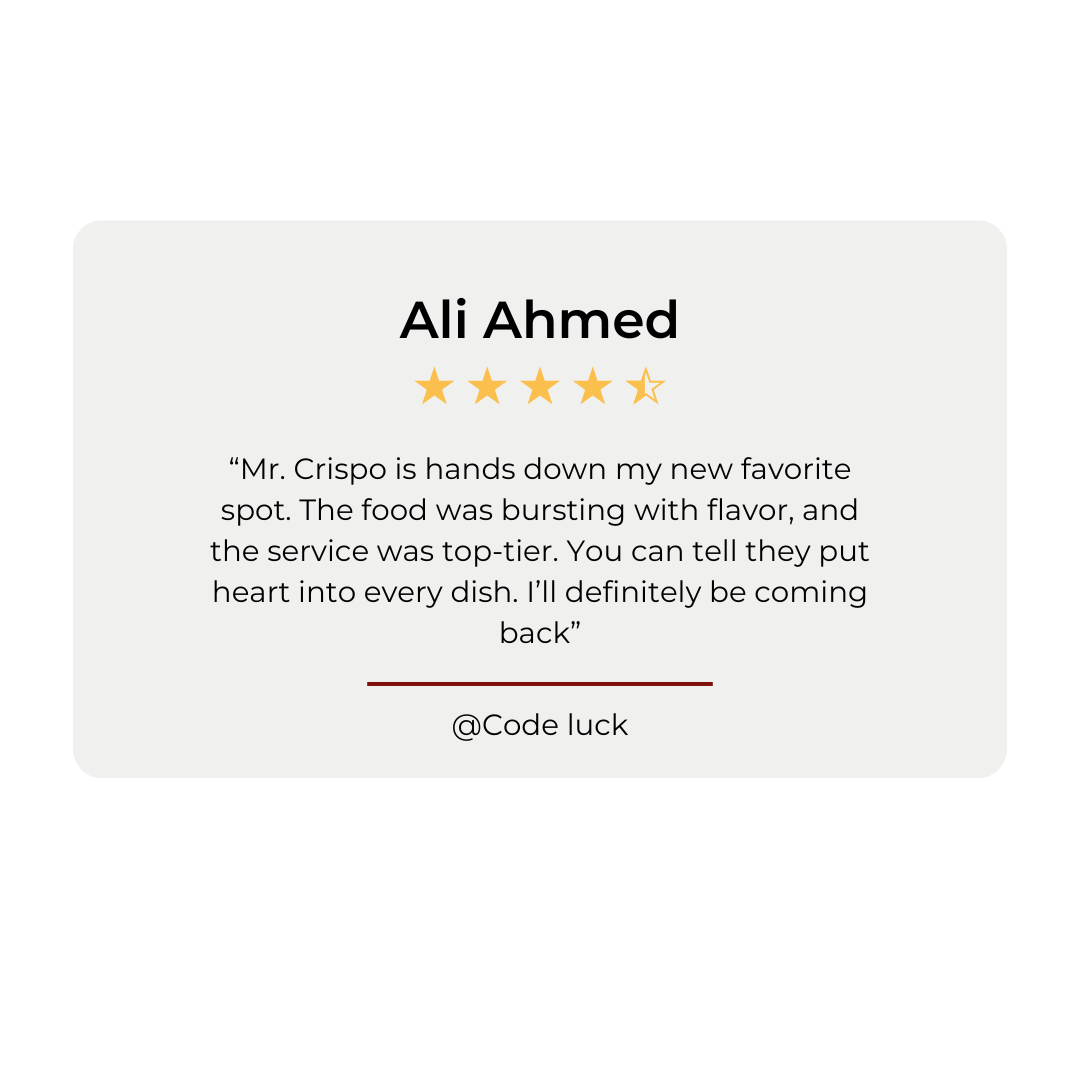 Ali Ahmed
“Mr. Crispo is hands down my new favorite
spot. The food was bursting with flavor, and
the service was top-tier. You can tell they put
heart into every dish. I’ll definitely be coming
back”
@Code luck